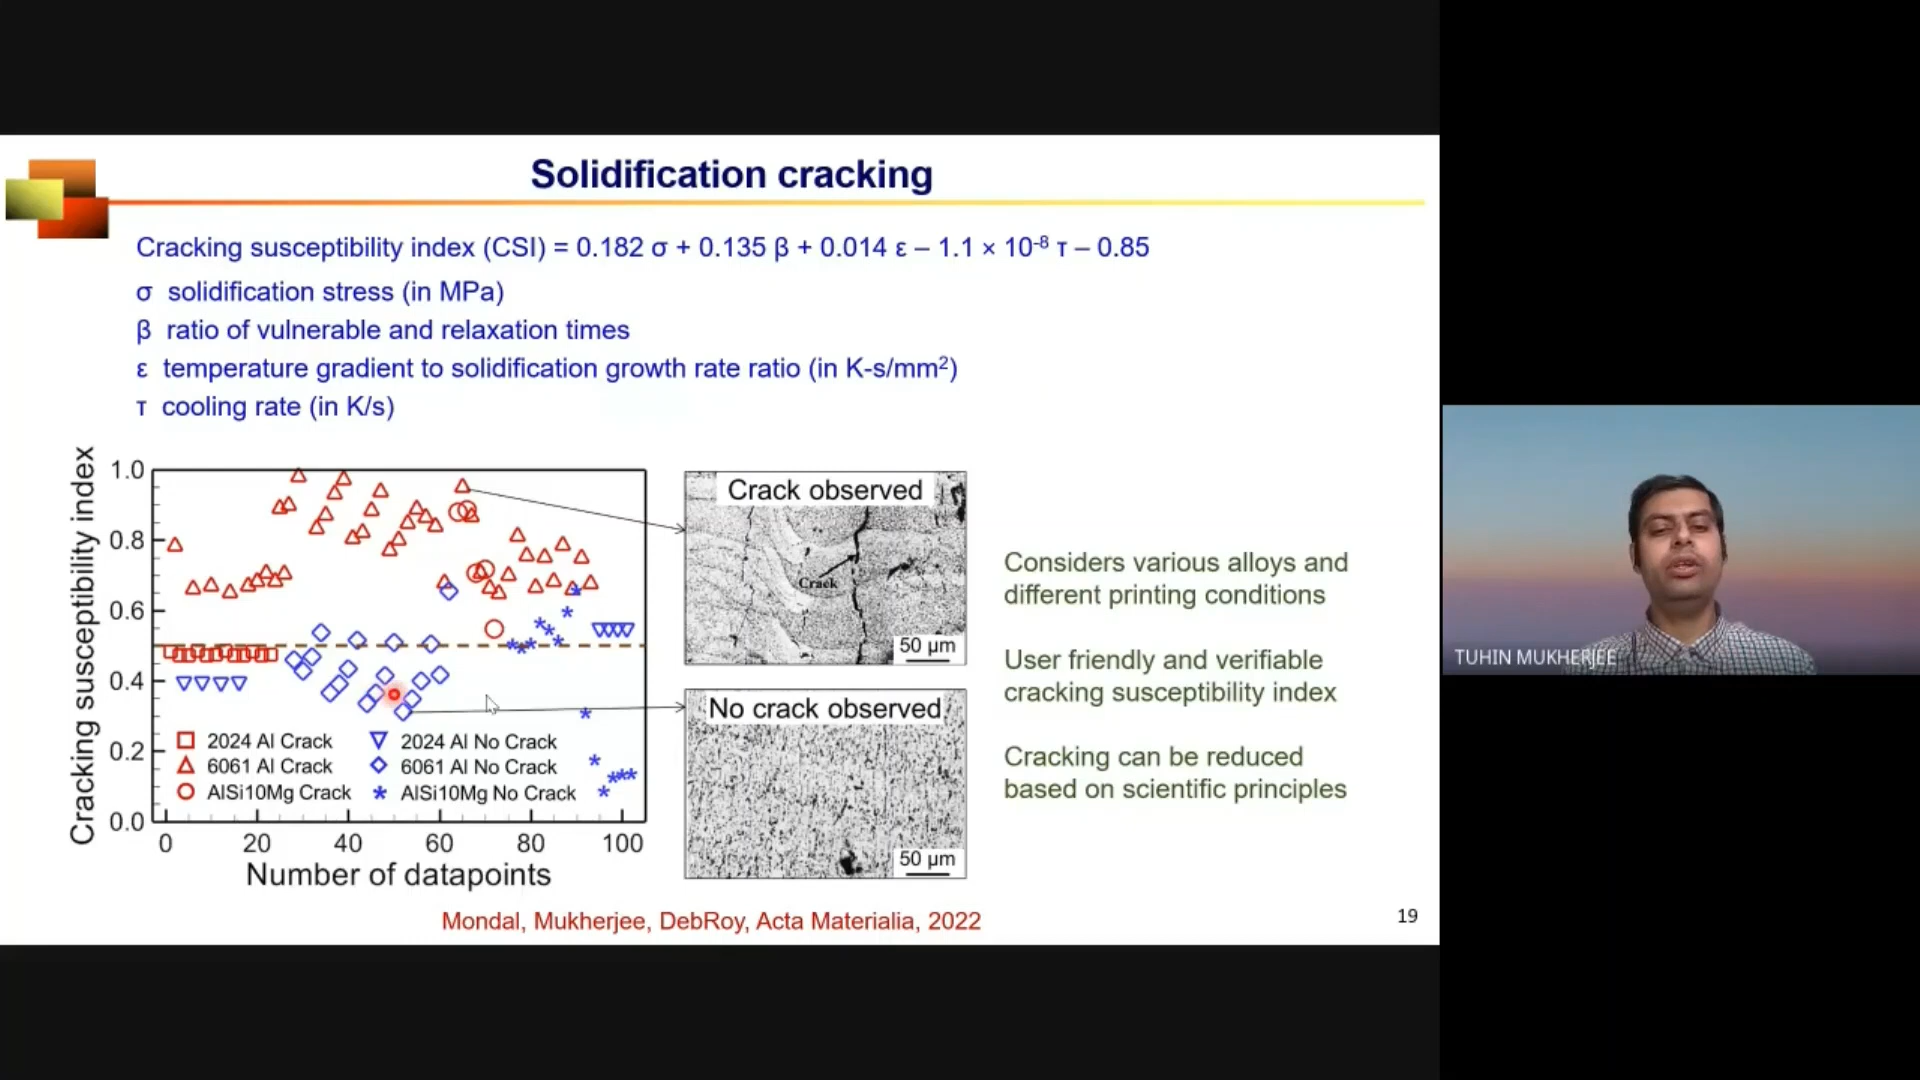 Solidification cracking
Cracking susceptibility index (CSI) = 0.182 σ + 0.135 β + 0.014 ε – 1.1 × 10⁻⁸ τ – 0.85
σ solidification stress (in MPa)
β ratio of vulnerable and relaxation times
ε temperature gradient to solidification growth rate ratio (in K-s/mm²)
τ cooling rate (in K/s)
Cracking susceptibility index
1.0
0.8
0.6
0.4
0.2
0.0
2024 Al Crack
2024 Al No Crack
6061 Al Crack
6061 Al No Crack
AlSi10Mg Crack
AlSi10Mg No Crack
0 20 40 60 80 100
Number of datapoints
Crack observed
Crack
50 µm
No crack observed
50 µm
Considers various alloys and
different printing conditions
User friendly and verifiable
cracking susceptibility index
Cracking can be reduced
based on scientific principles
Mondal, Mukherjee, DebRoy, Acta Materialia, 2022
19
TUHIN MUKHERJEE